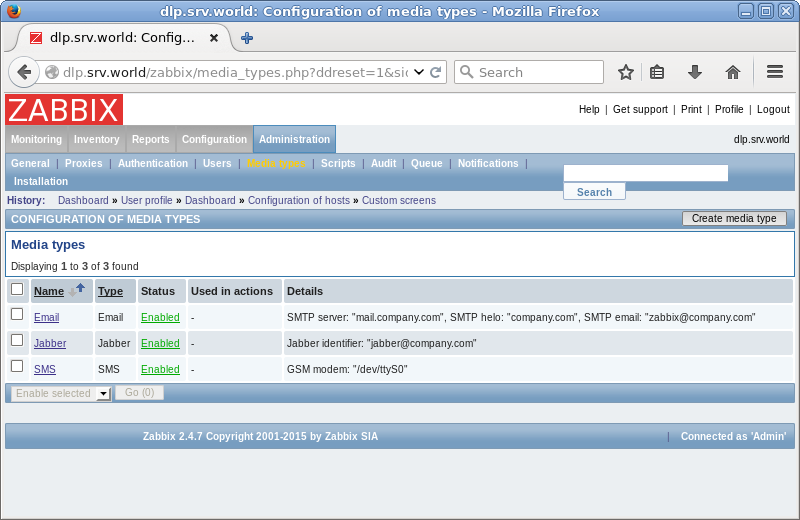 dlp.srv.world: Configuration of media types - Mozilla Firefox
dlp.srv.world: Config...
dlp.srv.world/zabbix/media_types.php?ddreset=1&sid
Search
ZABBIX
Help | Get support | Print | Profile | Logout
Monitoring Inventory Reports Configuration Administration
dlp.srv.world
General | Proxies | Authentication | Users | Media types | Scripts | Audit | Queue | Notifications |
Installation
Search
History: Dashboard » User profile » Dashboard » Configuration of hosts » Custom screens
CONFIGURATION OF MEDIA TYPES
Create media type
Media types
Displaying 1 to 3 of 3 found
Name Type Status Used in actions Details
Email Email Enabled - SMTP server: "mail.company.com", SMTP helo: "company.com", SMTP email: "zabbix@company.com"
Jabber Jabber Enabled - Jabber identifier: "jabber@company.com"
SMS SMS Enabled - GSM modem: "/dev/ttyS0"
Enable selected Go (0)
Zabbix 2.4.7 Copyright 2001-2015 by Zabbix SIA | Connected as 'Admin'